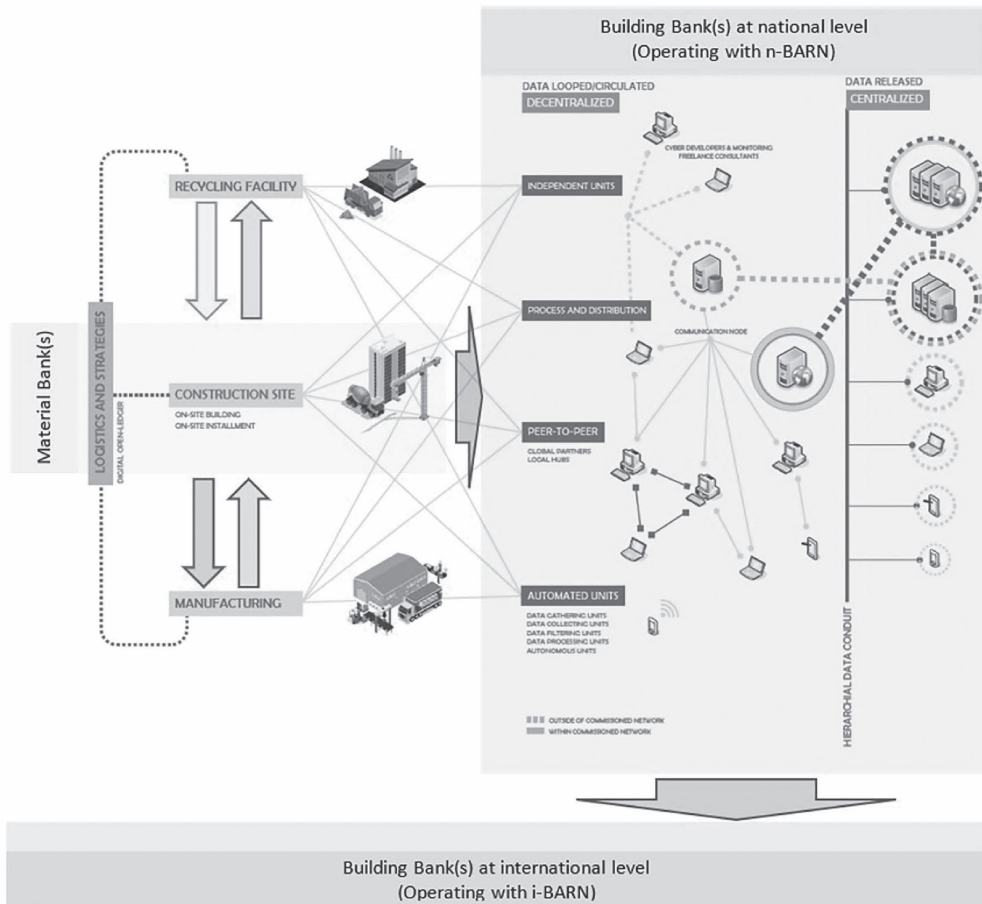 Building Bank(s) at national level
(Operating with n-BARN)
DATA LOOPED/CIRCULATED
DECENTRALIZED
DATA RELEASED
CENTRALIZED
CYBER DEVELOPERS & MONITORING
FREELANCE CONSULTANTS
RECYCLING FACILITY
INDEPENDENT UNITS
PROCESS AND DISTRIBUTION
COMMUNICATION NODE
Material Bank(s)
LOGISTICS AND STRATEGIES
DIGITAL OPEN-LEDGER
CONSTRUCTION SITE
ON-SITE BUILDING
ON-SITE INSTALLMENT
PEER-TO-PEER
GLOBAL PARTNERS
LOCAL HUBS
MANUFACTURING
AUTOMATED UNITS
DATA GATHERING UNITS
DATA COLLECTING UNITS
DATA FILTERING UNITS
DATA PROCESSING UNITS
AUTONOMOUS UNITS
HIERARCHIAL DATA CONDUIT
OUTSIDE OF COMMISSIONED NETWORK
WITHIN COMMISSIONED NETWORK
Building Bank(s) at international level
(Operating with i-BARN)